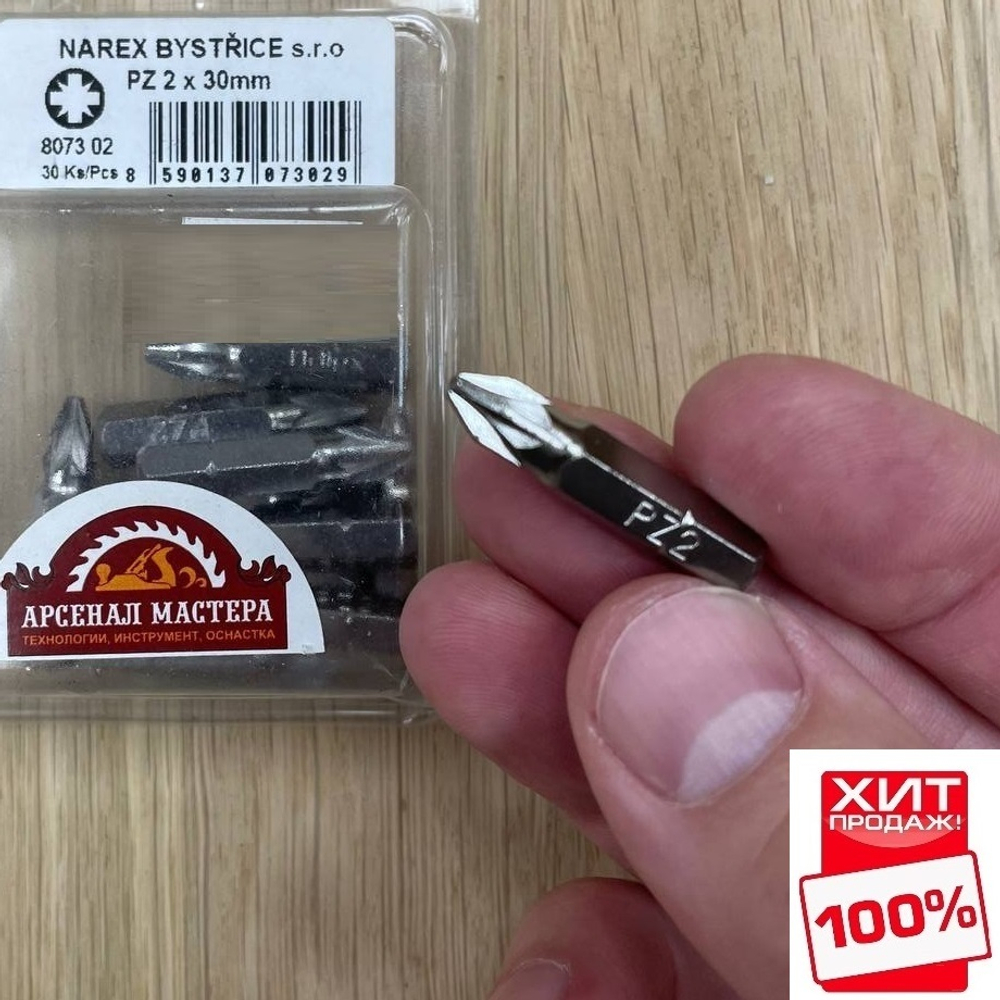 NAREX BYSTŘICE s.r.o
PZ 2 x 30mm
8073 02
30 Ks/Pcs
8 590137 073029
АРСЕНАЛ МАСТЕРА
ТЕХНОЛОГИИ, ИНСТРУМЕНТ, ОСНАСТКА
PZ2
ХИТ
ПРОДАЖ!
100%